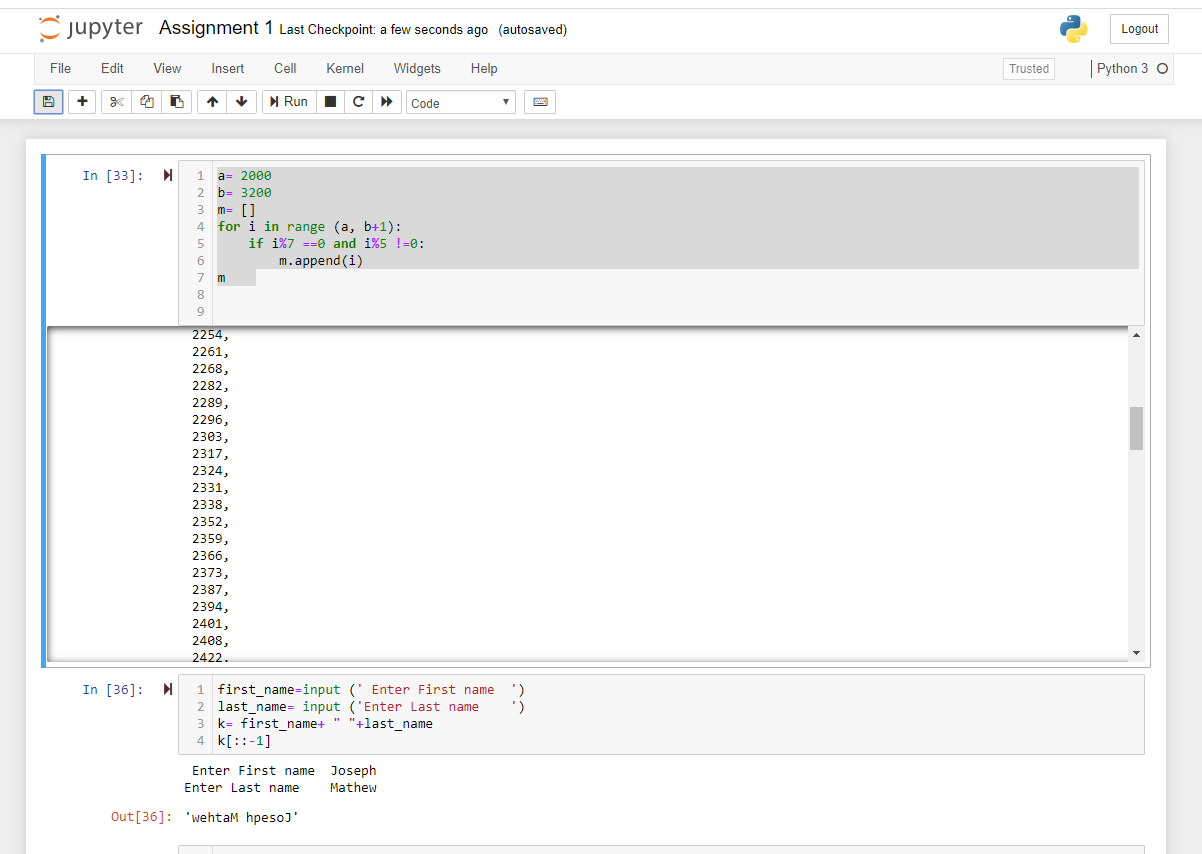 jupyter Assignment 1 Last Checkpoint: a few seconds ago (autosaved) Logout
File Edit View Insert Cell Kernel Widgets Help Trusted Python 3
Run Code
In [33]:
1 a= 2000
2 b= 3200
3 m= []
4 for i in range (a, b+1):
5     if i%7 ==0 and i%5 !=0:
6         m.append(i)
7 m
8
9
2254,
2261,
2268,
2282,
2289,
2296,
2303,
2317,
2324,
2331,
2338,
2352,
2359,
2366,
2373,
2387,
2394,
2401,
2408,
2422,
In [36]:
1 first_name=input (' Enter First name  ')
2 last_name= input ('Enter Last name    ')
3 k= first_name+ " "+last_name
4 k[::-1]
Enter First name  Joseph
Enter Last name    Mathew
Out[36]: 'wehtaM hpesoJ'